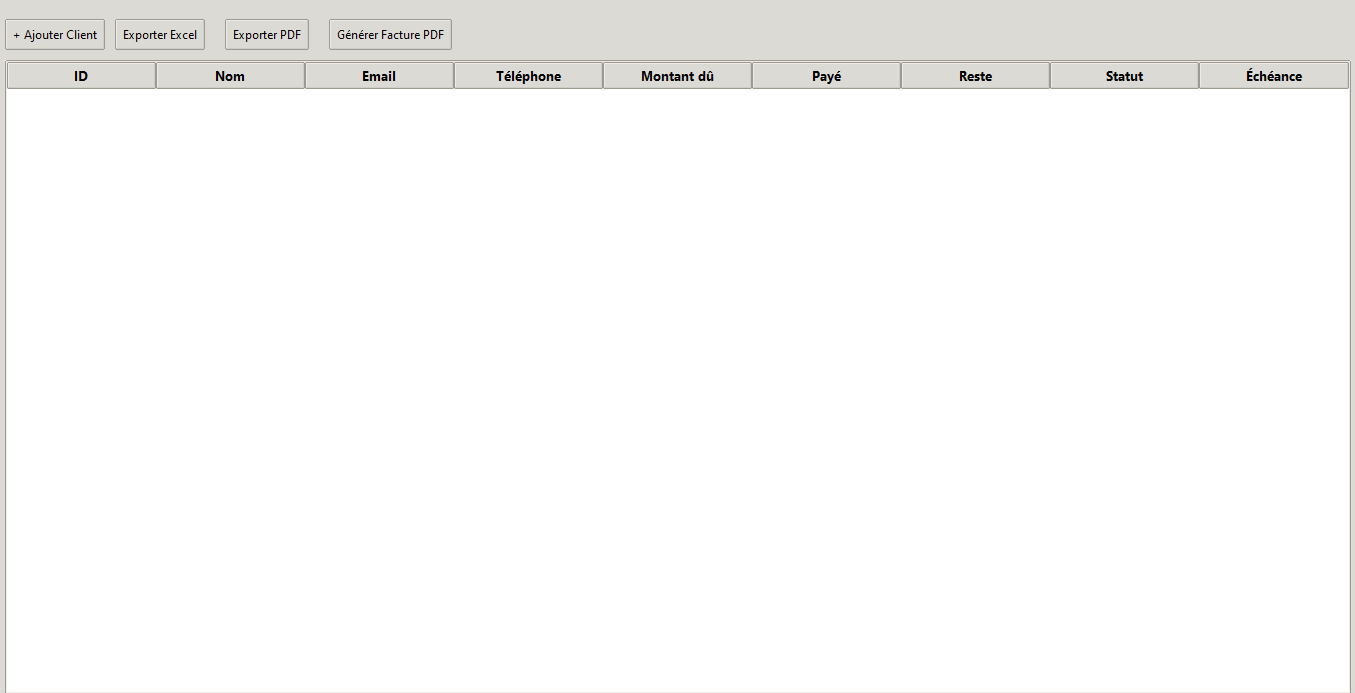 + Ajouter Client Exporter Excel Exporter PDF Générer Facture PDF
ID Nom Email Téléphone Montant dû Payé Reste Statut Échéance